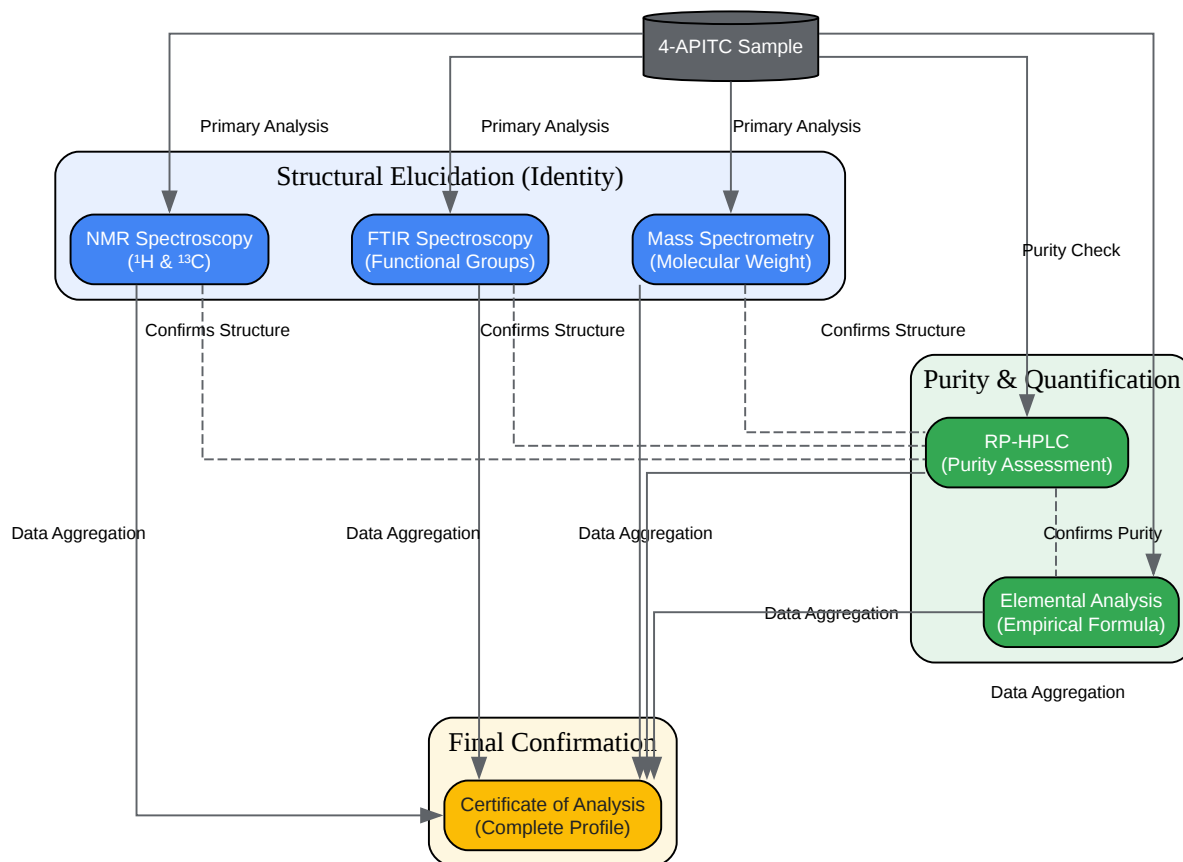 4-APITC Sample
Primary Analysis
Primary Analysis
Primary Analysis
Structural Elucidation (Identity)
NMR Spectroscopy
(¹H & ¹³C)
FTIR Spectroscopy
(Functional Groups)
Mass Spectrometry
(Molecular Weight)
Purity Check
Confirms Structure
Confirms Structure
Confirms Structure
Purity & Quantification
RP-HPLC
(Purity Assessment)
Data Aggregation
Data Aggregation
Data Aggregation
Confirms Purity
Elemental Analysis
(Empirical Formula)
Data Aggregation
Data Aggregation
Final Confirmation
Certificate of Analysis
(Complete Profile)